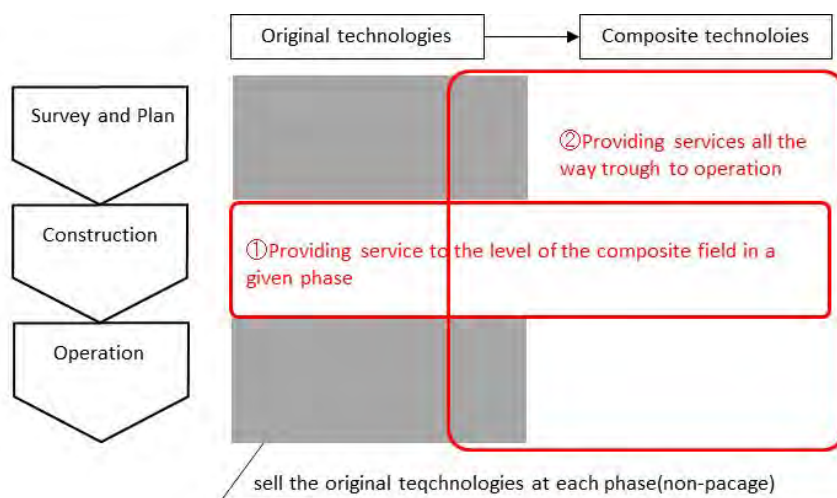 Original technologies
Composite technoloies
Survey and Plan
②Providing services all the
way trough to operation
Construction
①Providing service to the level of the composite field in a
given phase
Operation
sell the original teqchnologies at each phase(non-pacage)